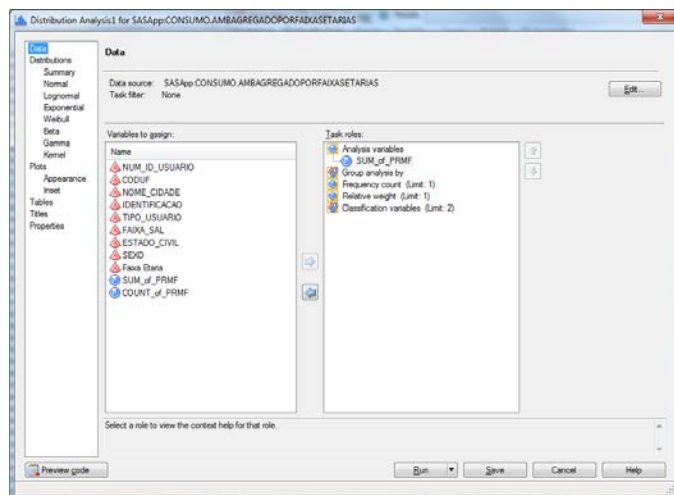 Distribution Analysis1 for SASApp:CONSUMO.AMBAGREGADOPORFAIXASETARIAS
Data
Distributions
Summary
Normal
Lognormal
Exponential
Weibull
Beta
Gamma
Kernel
Plots
Appearance
Inset
Tables
Titles
Properties
Data
Data source: SASApp:CONSUMO.AMBAGREGADOPORFAIXASETARIAS
Task filter: None
Edit...
Variables to assign:
Name
NUM_ID_USUARIO
CODUF
NOME_CIDADE
IDENTIFICACAO
TIPO_USUARIO
FAIXA_SAL
ESTADO_CIVIL
SEXO
Faixa Etaria
SUM_of_PRMF
COUNT_of_PRMF
Task roles:
Analysis variables
SUM_of_PRMF
Group analysis by
Frequency count (Limit: 1)
Relative weight (Limit: 1)
Classification variables (Limit: 2)
Select a role to view the context help for that role.
Preview code
Run
Save
Cancel
Help